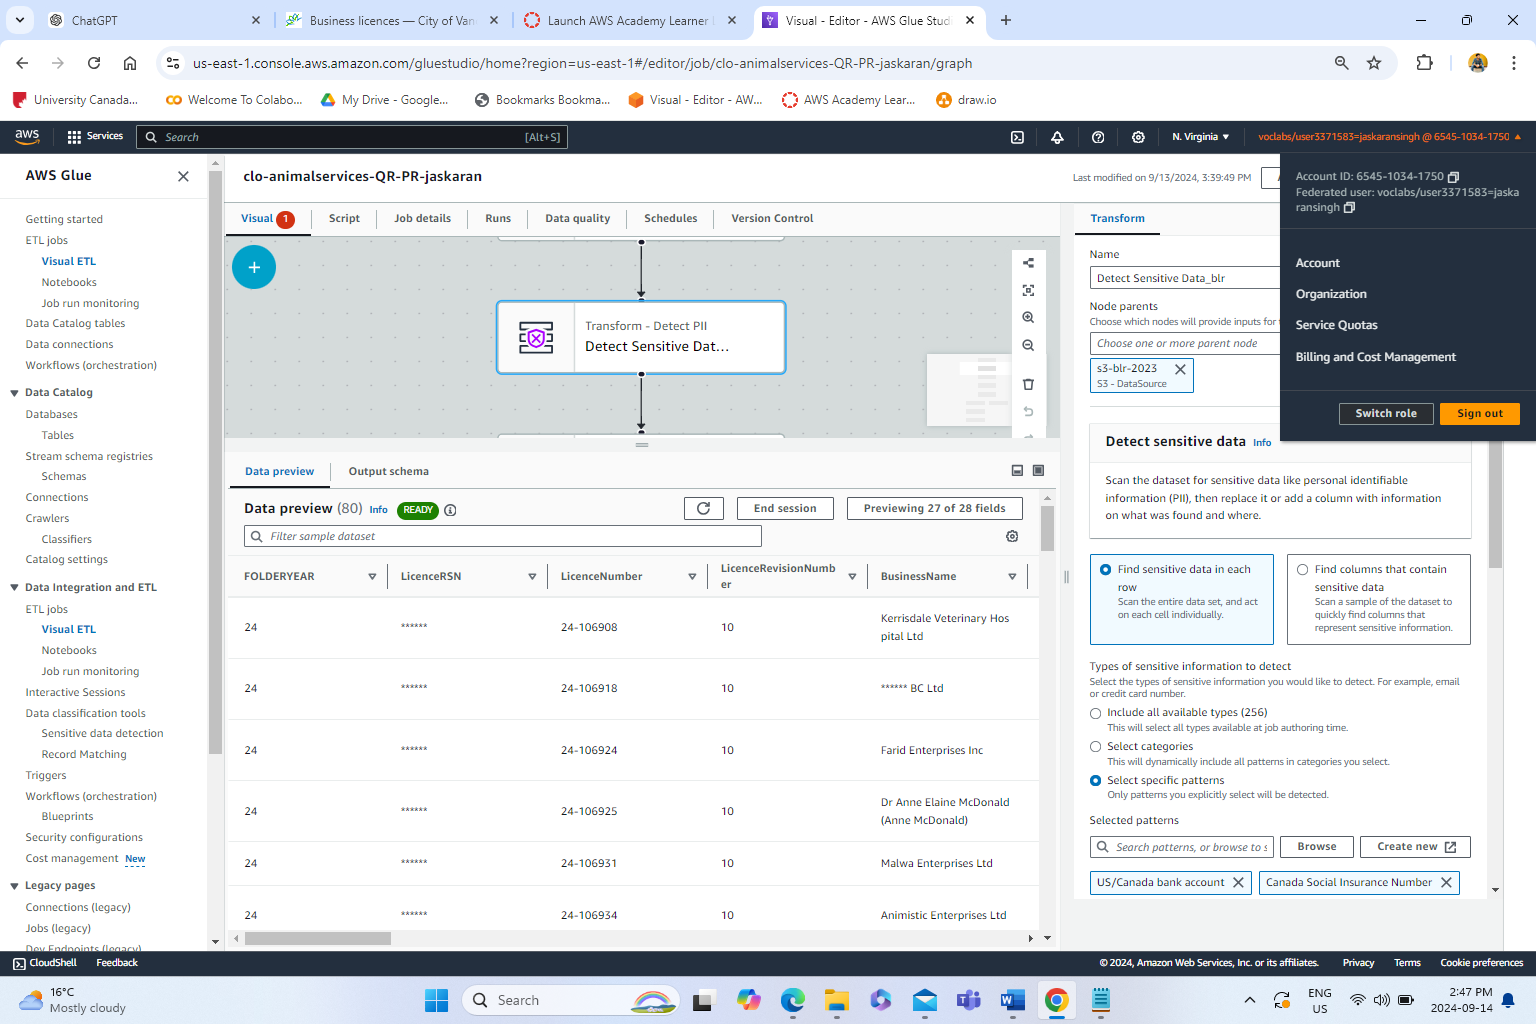 ChatGPT
Business licences — City of Van
Launch AWS Academy Learner L
Visual - Editor - AWS Glue Studi
us-east-1.console.aws.amazon.com/gluestudio/home?region=us-east-1#/editor/job/clo-animalservices-QR-PR-jaskaran/graph
University Canada...
Welcome To Colabo...
My Drive - Google...
Bookmarks Bookma...
Visual - Editor - AW...
AWS Academy Lear...
draw.io
aws
Services
Search
[Alt+S]
N. Virginia
voclabs/user3371583=jaskaransingh @ 6545-1034-1750
Account ID: 6545-1034-1750
Federated user: voclabs/user3371583=jaska
ransingh
Account
Organization
Service Quotas
Billing and Cost Management
Switch role
Sign out
AWS Glue
Getting started
ETL jobs
Visual ETL
Notebooks
Job run monitoring
Data Catalog tables
Data connections
Workflows (orchestration)
Data Catalog
Databases
Tables
Stream schema registries
Schemas
Connections
Crawlers
Classifiers
Catalog settings
Data Integration and ETL
ETL jobs
Visual ETL
Notebooks
Job run monitoring
Interactive Sessions
Data classification tools
Sensitive data detection
Record Matching
Triggers
Workflows (orchestration)
Blueprints
Security configurations
Cost management New
Legacy pages
Connections (legacy)
Jobs (legacy)
Dev Endpoints (legacy)
clo-animalservices-QR-PR-jaskaran
Last modified on 9/13/2024, 3:39:49 PM
Visual 1
Script
Job details
Runs
Data quality
Schedules
Version Control
Transform - Detect PII
Detect Sensitive Dat...
Data preview
Output schema
Data preview (80) Info READY
End session
Previewing 27 of 28 fields
Filter sample dataset
FOLDERYEAR
LicenceRSN
LicenceNumber
LicenceRevisionNumb
er
BusinessName
24 ****** 24-106908 10 Kerrisdale Veterinary Hos
pital Ltd
24 ****** 24-106918 10 ****** BC Ltd
24 ****** 24-106924 10 Farid Enterprises Inc
24 ****** 24-106925 10 Dr Anne Elaine McDonald
(Anne McDonald)
24 ****** 24-106931 10 Malwa Enterprises Ltd
24 ****** 24-106934 10 Animistic Enterprises Ltd
Transform
Name
Detect Sensitive Data_blr
Node parents
Choose which nodes will provide inputs for
Choose one or more parent node
s3-blr-2023
S3 - DataSource
Detect sensitive data Info
Scan the dataset for sensitive data like personal identifiable
information (PII), then replace it or add a column with information
on what was found and where.
Find sensitive data in each
row
Scan the entire data set, and act
on each cell individually.
Find columns that contain
sensitive data
Scan a sample of the dataset to
quickly find columns that
represent sensitive information.
Types of sensitive information to detect
Select the types of sensitive information you would like to detect. For example, email
or credit card number.
Include all available types (256)
This will select all types available at job authoring time.
Select categories
This will dynamically include all patterns in categories you select.
Select specific patterns
Only patterns you explicitly select will be detected.
Selected patterns
Search patterns, or browse to s
Browse
Create new
US/Canada bank account
Canada Social Insurance Number
CloudShell
Feedback
© 2024, Amazon Web Services, Inc. or its affiliates.
Privacy
Terms
Cookie preferences
16°C
Mostly cloudy
Search
ENG
US
2:47 PM
2024-09-14